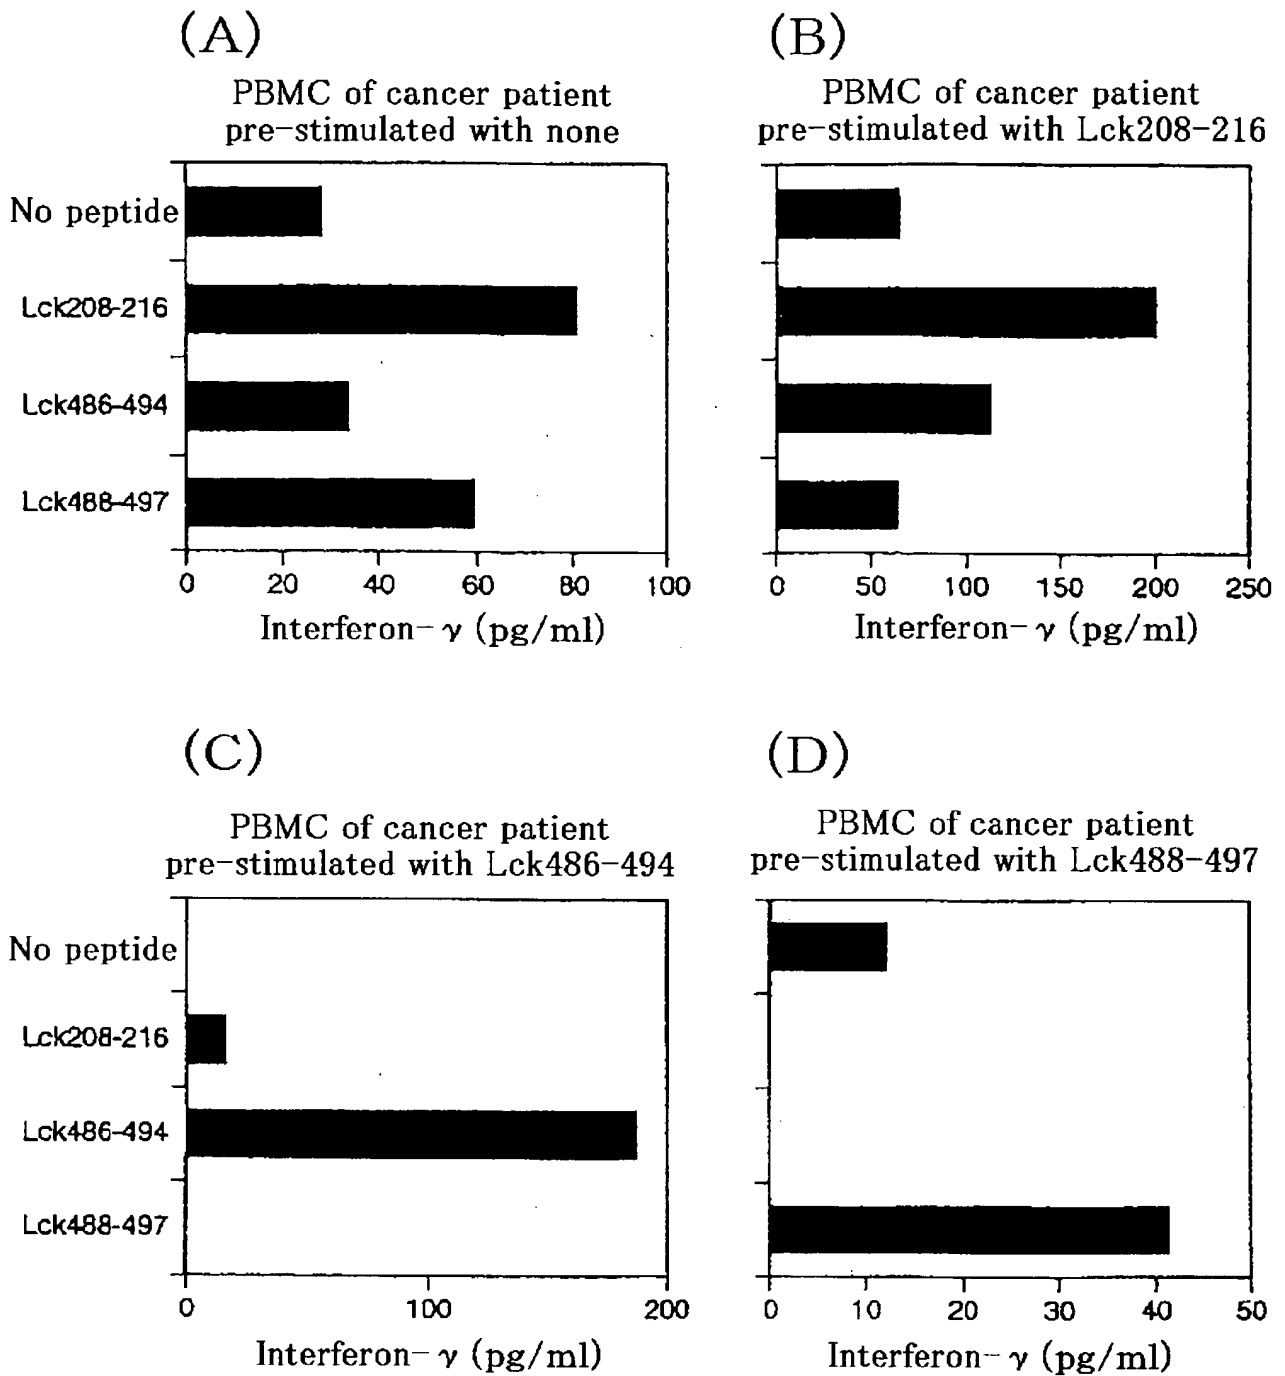 (A)
PBMC of cancer patient
pre-stimulated with none
No peptide
Lck208-216
Lck486-494
Lck488-497
0 20 40 60 80 100
Interferon- γ (pg/ml)
(B)
PBMC of cancer patient
pre-stimulated with Lck208-216
0 50 100 150 200 250
Interferon- γ (pg/ml)
(C)
PBMC of cancer patient
pre-stimulated with Lck486-494
No peptide
Lck208-216
Lck486-494
Lck488-497
0 100 200
Interferon- γ (pg/ml)
(D)
PBMC of cancer patient
pre-stimulated with Lck488-497
0 10 20 30 40 50
Interferon- γ (pg/ml)